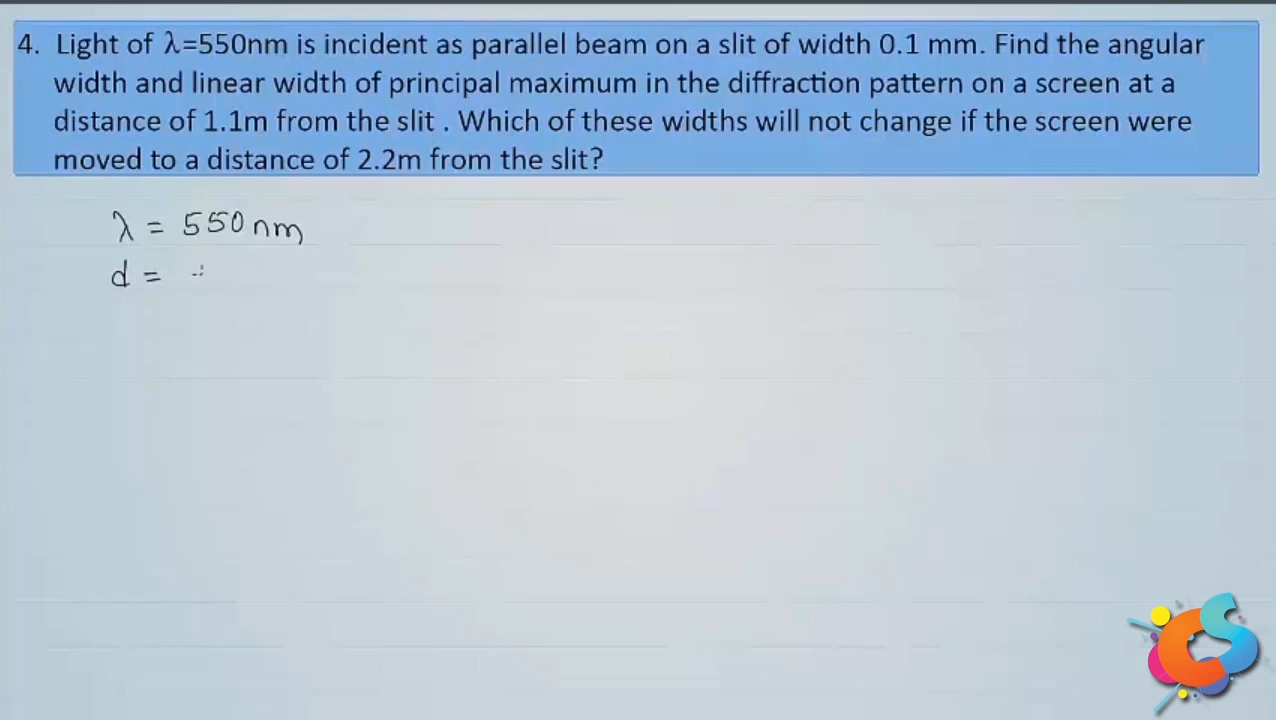 4. Light of λ=550nm is incident as parallel beam on a slit of width 0.1 mm. Find the angular
width and linear width of principal maximum in the diffraction pattern on a screen at a
distance of 1.1m from the slit . Which of these widths will not change if the screen were
moved to a distance of 2.2m from the slit?
λ = 550 nm
d =
CS